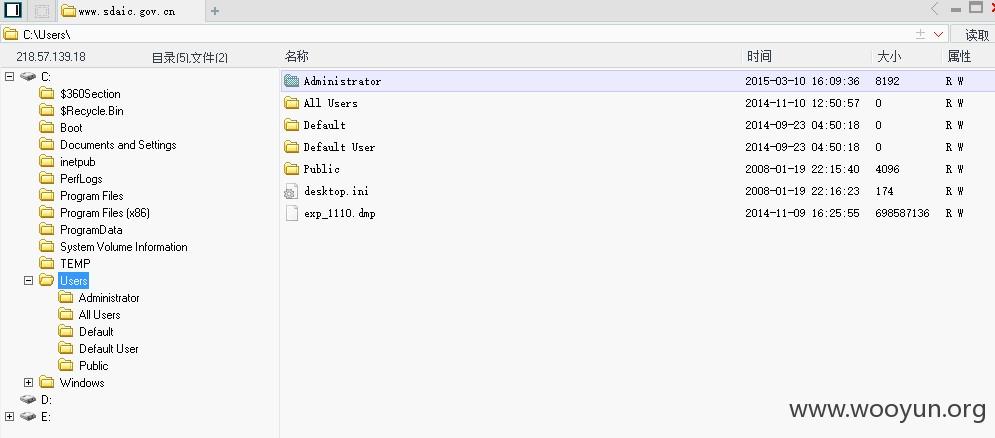 www.sdaic.gov.cn
C:\Users\ 读取
218.57.139.18 目录(5),文件(2) 名称 时间 大小 属性
C:
$360Section
$Recycle.Bin
Boot
Documents and Settings
inetpub
PerfLogs
Program Files
Program Files (x86)
ProgramData
System Volume Information
TEMP
Users
Administrator
All Users
Default
Default User
Public
Windows
D:
E:
Administrator 2015-03-10 16:09:36 8192 R W
All Users 2014-11-10 12:50:57 0 R W
Default 2014-09-23 04:50:18 0 R W
Default User 2014-09-23 04:50:18 0 R W
Public 2008-01-19 22:15:40 4096 R W
desktop.ini 2008-01-19 22:16:23 174 R W
exp_1110.dmp 2014-11-09 16:25:55 698587136 R W
www.wooyun.org